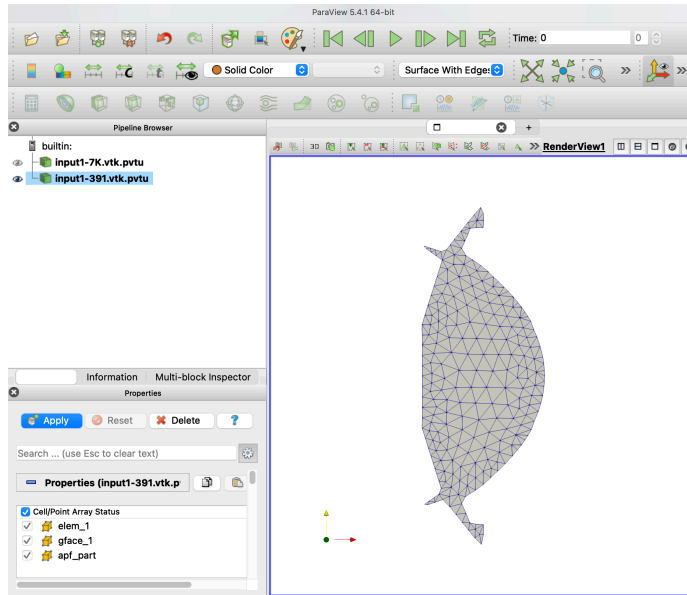 ParaView 5.4.1 64-bit
Time: 0
0
Solid Color
Surface With Edges
Pipeline Browser
+
builtin:
3D
RenderView1
input1-7K.vtk.pvtu
input1-391.vtk.pvtu
Information
Multi-block Inspector
Properties
Apply
Reset
Delete
?
Search ... (use Esc to clear text)
Properties (input1-391.vtk.p
Cell/Point Array Status
elem_1
gface_1
apf_part